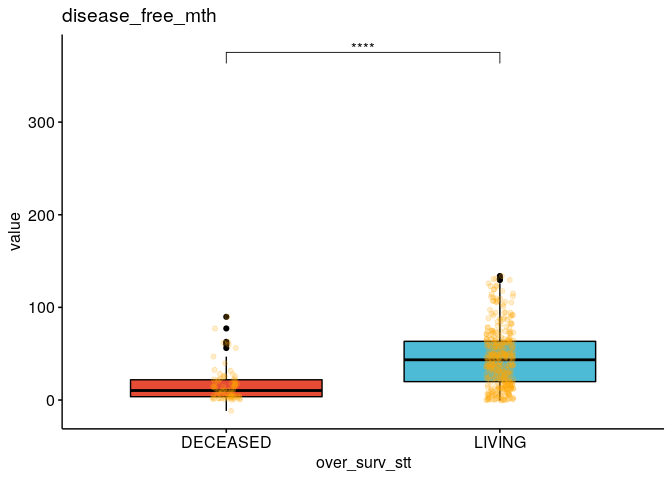 disease_free_mth
****
300
200
100
0
value
DECEASED LIVING
over_surv_stt